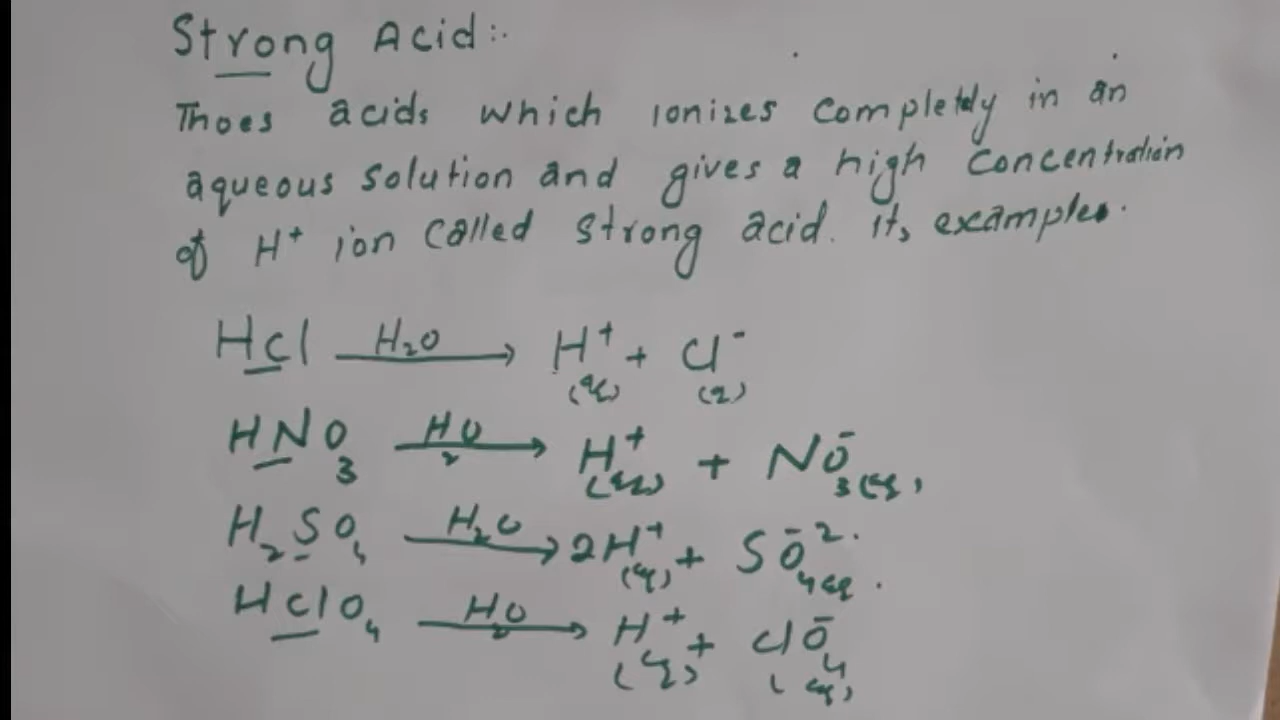 Strong Acid:
Thoes acids which ionizes completely in an
aqueous solution and gives a high concentration
of H⁺ ion called strong acid. its examples.
HCl —H₂O→ H⁺(aq) + Cl⁻(aq)
HNO₃ —H₂O→ H⁺(aq) + NO₃⁻(aq)
H₂SO₄ —H₂O→ 2H⁺(aq) + SO₄⁻²(aq)
HClO₄ —H₂O→ H⁺(aq) + ClO₄⁻(aq)